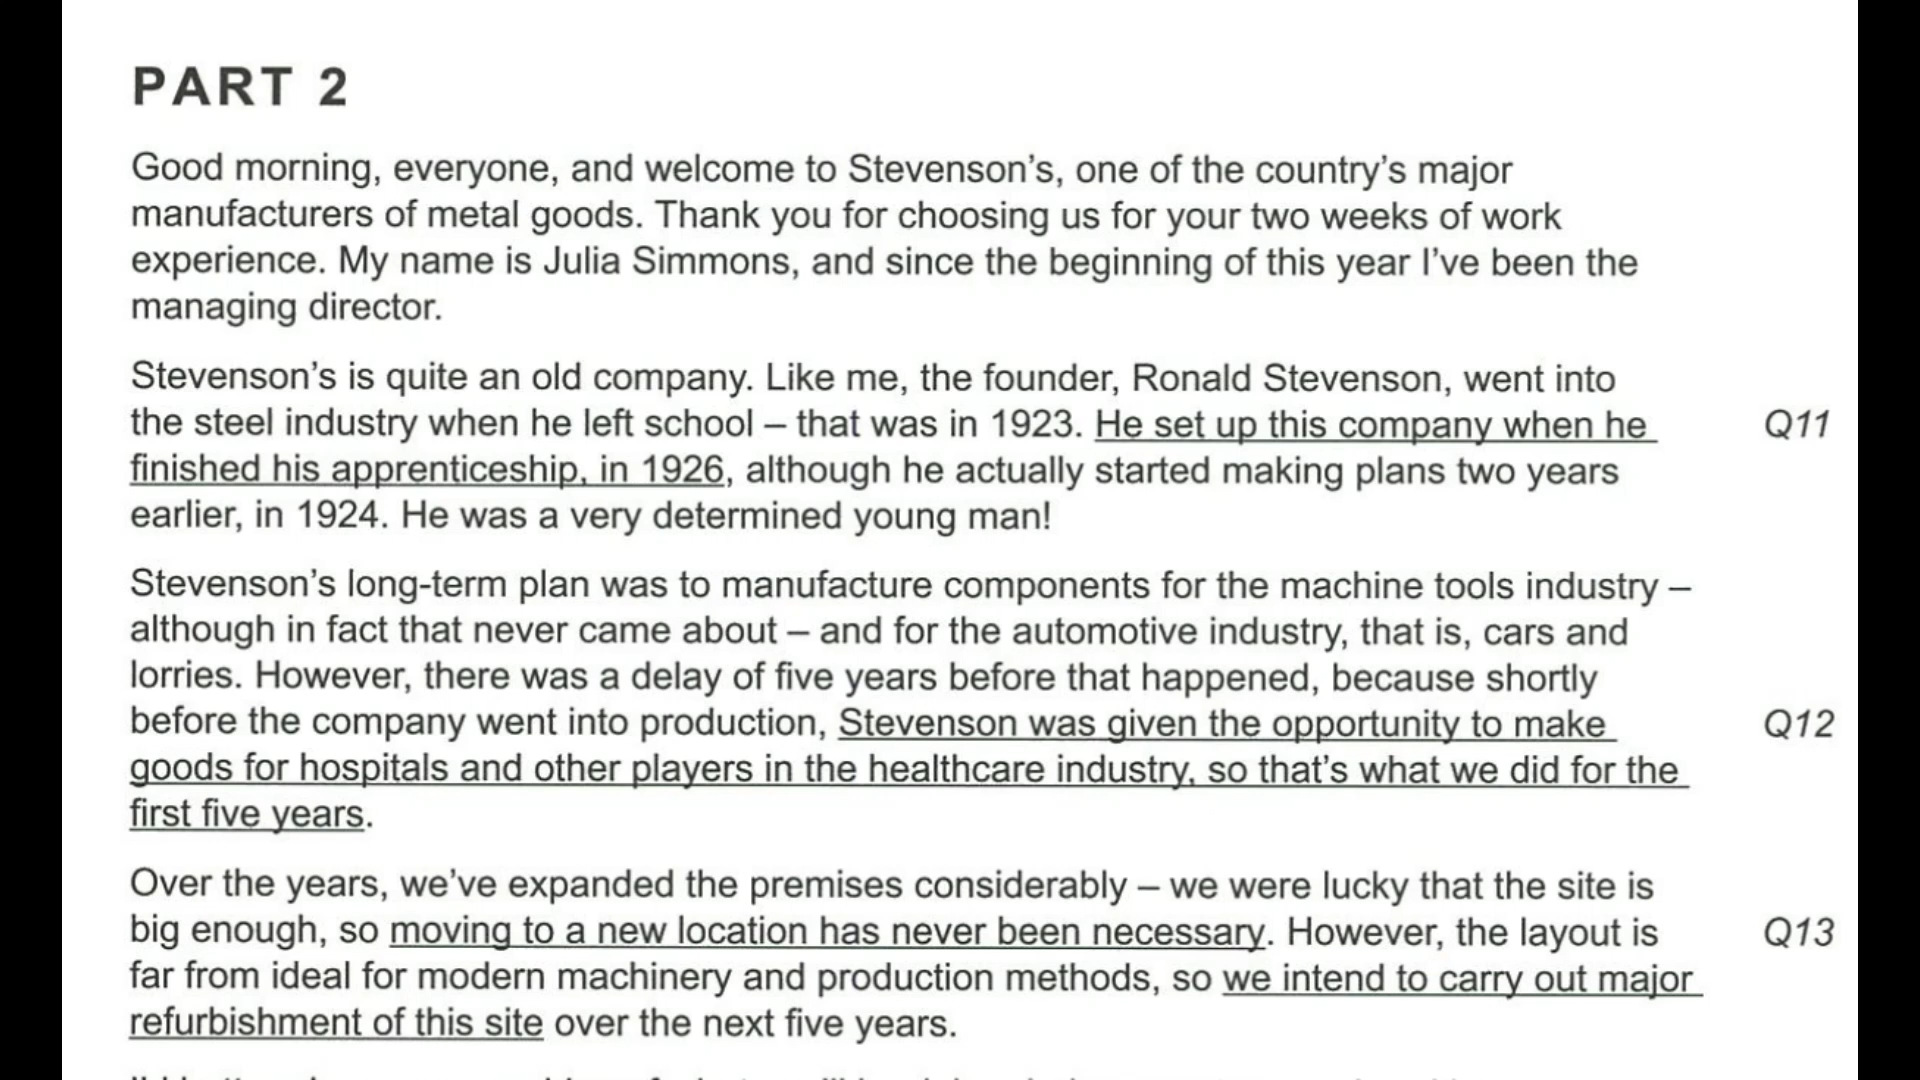 PART 2
Good morning, everyone, and welcome to Stevenson's, one of the country's major
manufacturers of metal goods. Thank you for choosing us for your two weeks of work
experience. My name is Julia Simmons, and since the beginning of this year I've been the
managing director.
Stevenson's is quite an old company. Like me, the founder, Ronald Stevenson, went into
the steel industry when he left school – that was in 1923. He set up this company when he Q11
finished his apprenticeship, in 1926, although he actually started making plans two years
earlier, in 1924. He was a very determined young man!
Stevenson's long-term plan was to manufacture components for the machine tools industry –
although in fact that never came about – and for the automotive industry, that is, cars and
lorries. However, there was a delay of five years before that happened, because shortly
before the company went into production, Stevenson was given the opportunity to make Q12
goods for hospitals and other players in the healthcare industry, so that's what we did for the
first five years.
Over the years, we've expanded the premises considerably – we were lucky that the site is
big enough, so moving to a new location has never been necessary. However, the layout is Q13
far from ideal for modern machinery and production methods, so we intend to carry out major
refurbishment of this site over the next five years.